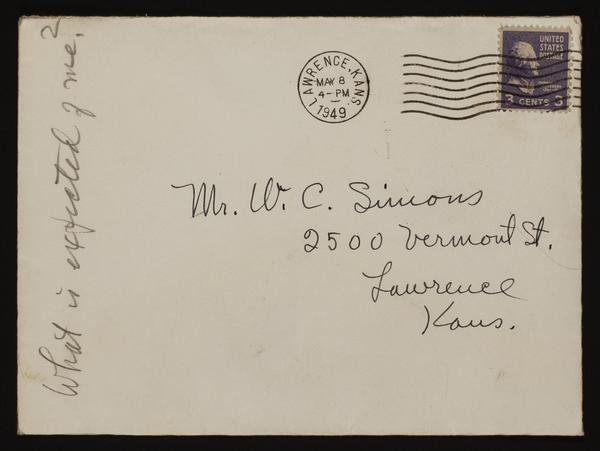 What is expected of me?
LAWRENCE, KANS.
MAY 8
4-PM
1949
UNITED
STATES
POSTAGE
3 CENTS 3
Mr. W. C. Simons
2500 Vermont St.
Lawrence
Kans.